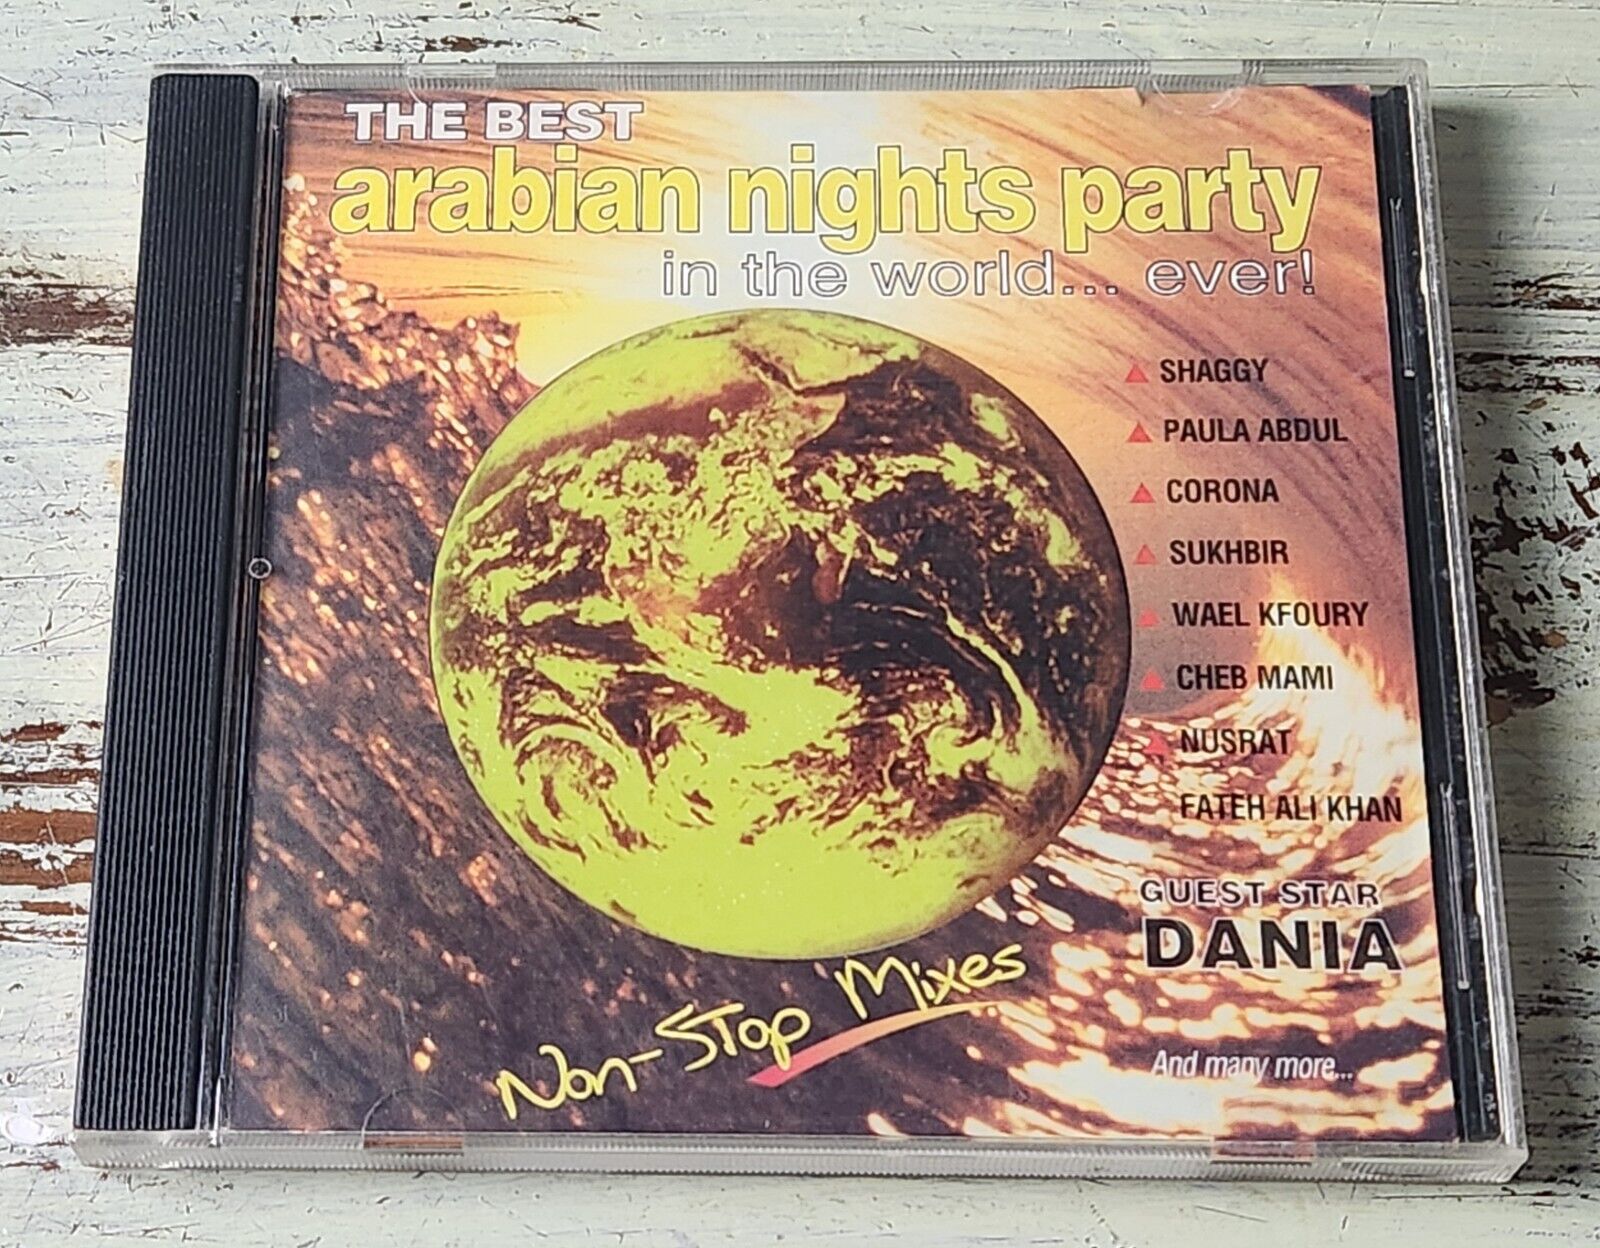 THE BEST
arabian nights party
in the world... ever!
SHAGGY
PAULA ABDUL
CORONA
SUKHBIR
WAEL KFOURY
CHEB MAMI
NUSRAT
FATEH ALI KHAN
GUEST STAR
DANIA
Non-Stop Mixes
And many more...